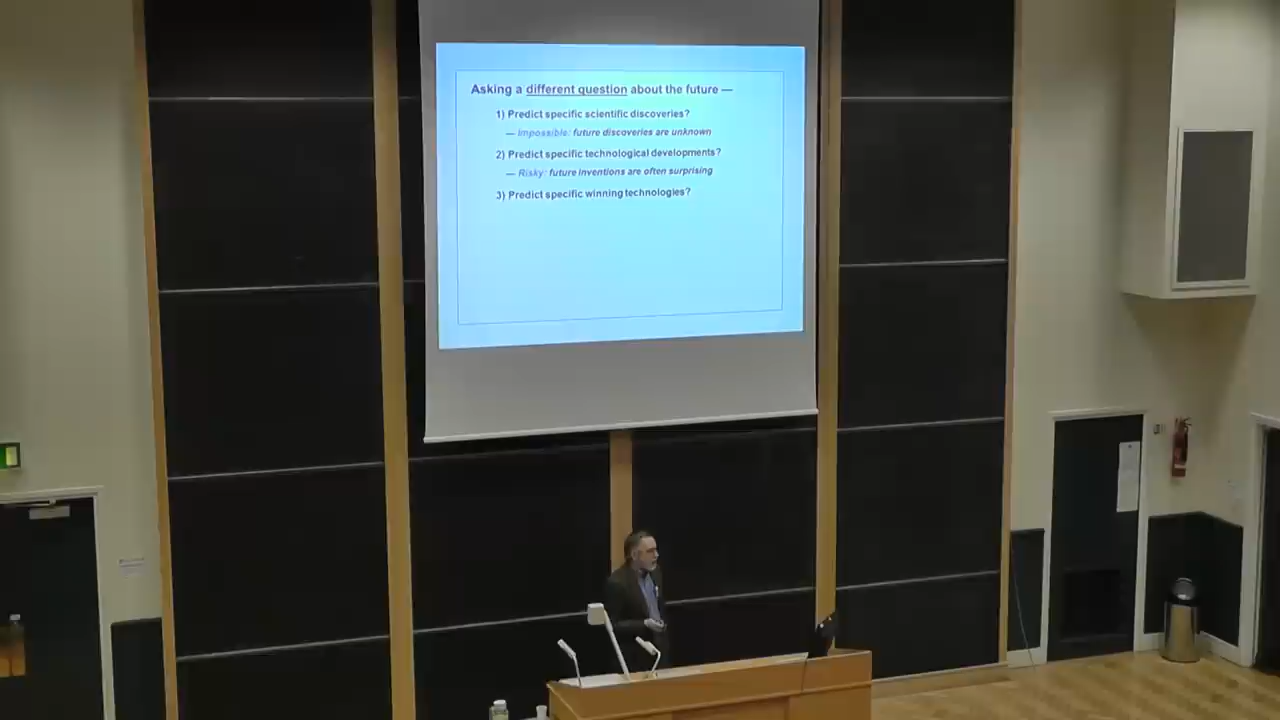 Asking a different question about the future —
1) Predict specific scientific discoveries?
— Impossible: future discoveries are unknown
2) Predict specific technological developments?
— Risky: future inventions are often surprising
3) Predict specific winning technologies?